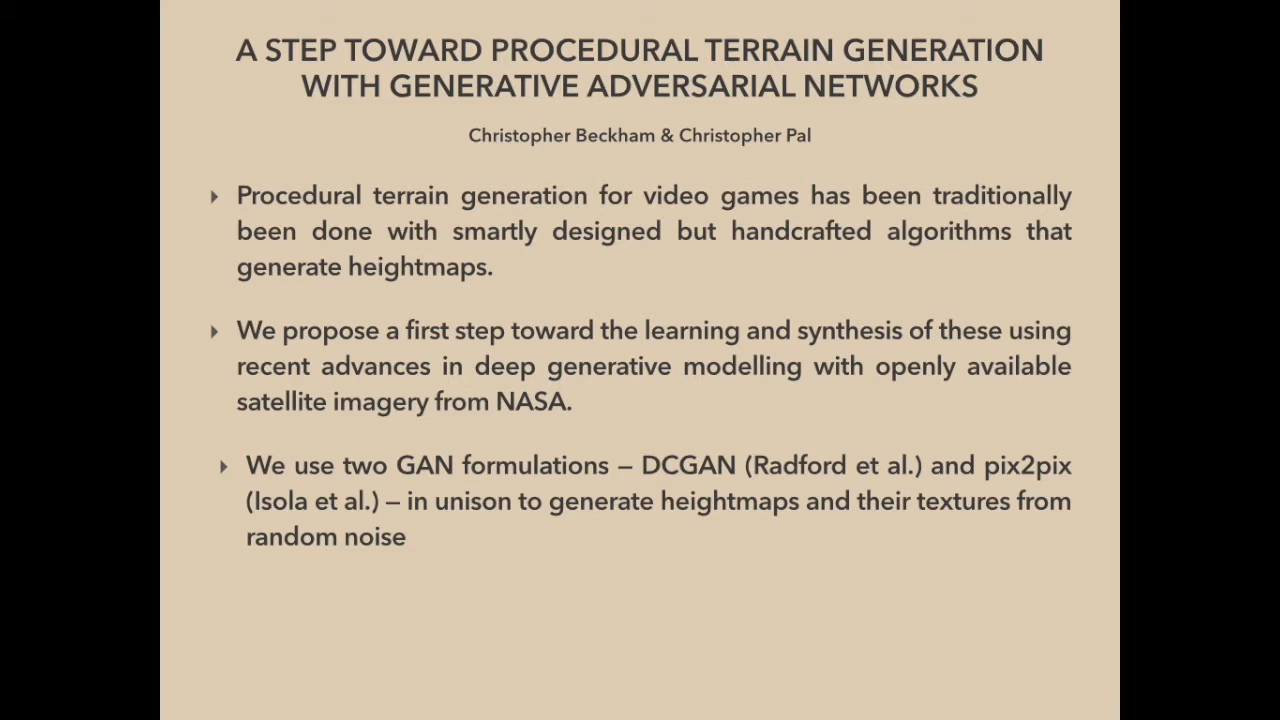 A STEP TOWARD PROCEDURAL TERRAIN GENERATION
WITH GENERATIVE ADVERSARIAL NETWORKS
Christopher Beckham & Christopher Pal
Procedural terrain generation for video games has been traditionally
been done with smartly designed but handcrafted algorithms that
generate heightmaps.
We propose a first step toward the learning and synthesis of these using
recent advances in deep generative modelling with openly available
satellite imagery from NASA.
We use two GAN formulations – DCGAN (Radford et al.) and pix2pix
(Isola et al.) – in unison to generate heightmaps and their textures from
random noise